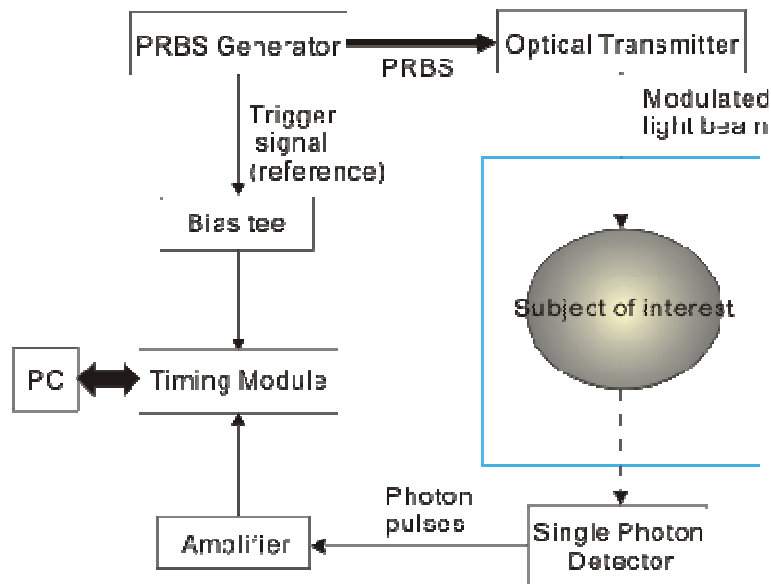 PRBS Generator
PRBS
Optical Transmitter
Trigger
signal
(reference)
Modulated
light beam
Bias tee
Subject of interest
PC
Timing Module
Photon
pulses
Amplifier
Single Photon
Detector